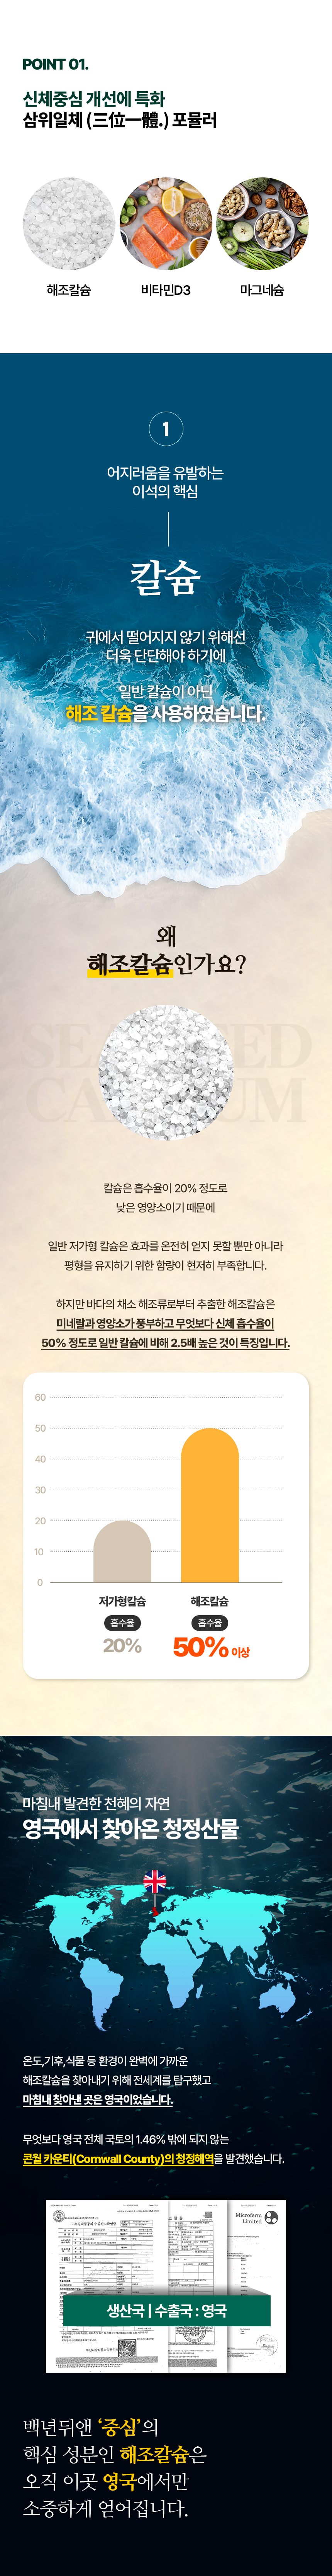 POINT 01.
신체중심 개선에 특화
삼위일체 (三位一體.) 포뮬러
해조칼슘
비타민D3
마그네슘
1
어지러움을 유발하는
이석의 핵심
칼슘
귀에서 떨어지지 않기 위해선
더욱 단단해야 하기에
일반 칼슘이 아닌
해조 칼슘을 사용하였습니다.
왜
해조칼슘인가요?
칼슘은 흡수율이 20% 정도로
낮은 영양소이기 때문에
일반 저가형 칼슘은 효과를 온전히 얻지 못할 뿐만 아니라
평형을 유지하기 위한 함량이 현저히 부족합니다.
하지만 바다의 채소 해조류로부터 추출한 해조칼슘은
미네랄과 영양소가 풍부하고 무엇보다 신체 흡수율이
50% 정도로 일반 칼슘에 비해 2.5배 높은 것이 특징입니다.
60
50
40
30
20
10
0
저가형칼슘
해조칼슘
흡수율
흡수율
20%
50% 이상
마침내 발견한 천혜의 자연
영국에서 찾아온 청정산물
온도,기후,식물 등 환경이 완벽에 가까운
해조칼슘을 찾아내기 위해 전세계를 탐구했고
마침내 찾아낸 곳은 영국이었습니다.
무엇보다 영국 전체 국토의 1.46% 밖에 되지 않는
콘월 카운티(Cornwall County)의 청정해역을 발견했습니다.
Microferm
Limited
생산국 | 수출국 : 영국
백년뒤앤 ‘중심’의
핵심 성분인 해조칼슘은
오직 이곳 영국에서만
소중하게 얻어집니다.